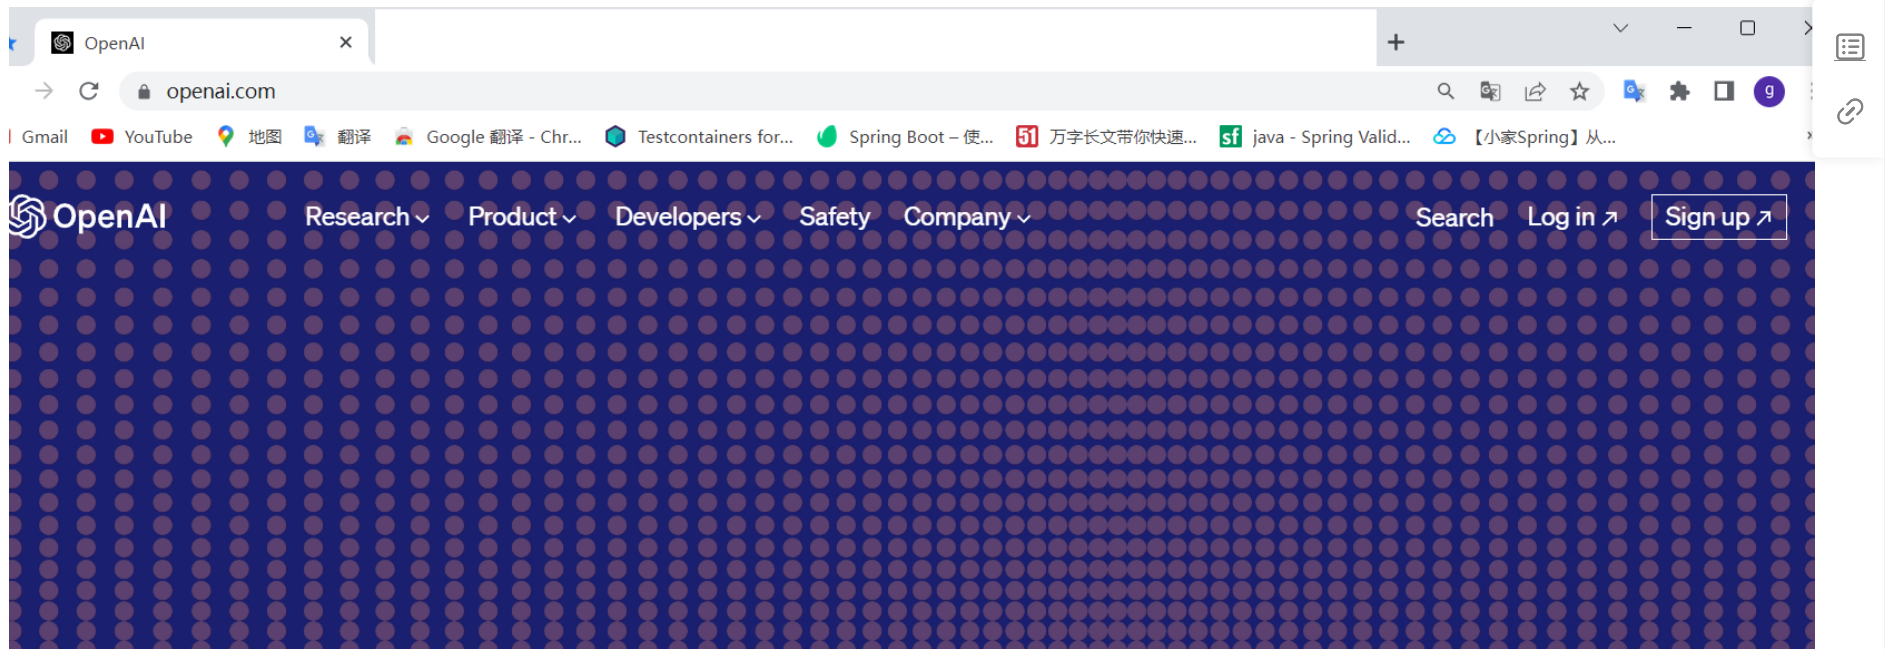 OpenAI
openai.com
g
Gmail YouTube 地图 翻译 Google 翻译 - Chr... Testcontainers for... Spring Boot – 使... 51 万字长文带你快速... sf java - Spring Valid... 【小家Spring】从...
OpenAI Research Product Developers Safety Company Search Log in ↗ Sign up ↗